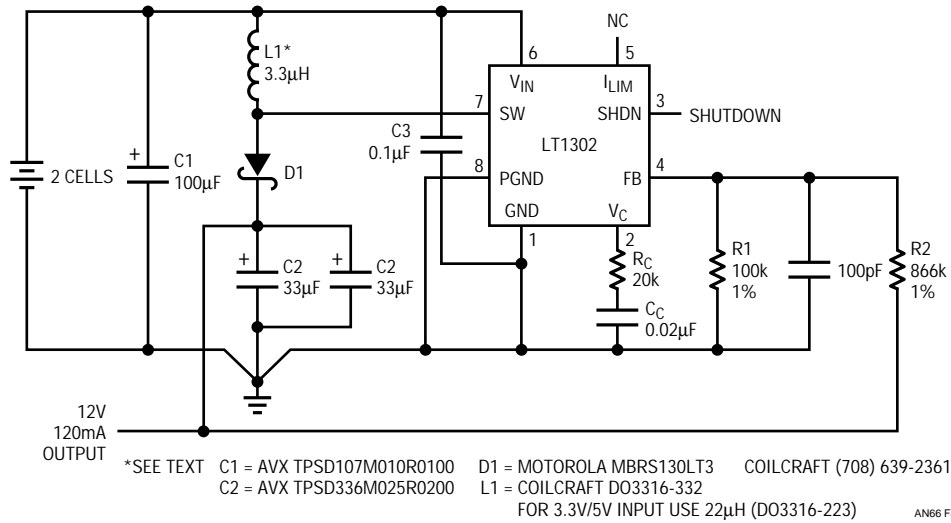 NC
L1*
3.3µH
6
5
VIN
ILIM
7
SW
SHDN
3
SHUTDOWN
C3
0.1µF
LT1302
2 CELLS
+
C1
100µF
D1
8
PGND
FB
4
GND
VC
1
2
+
C2
33µF
+
C2
33µF
RC
20k
R1
100k
1%
100pF
R2
866k
1%
CC
0.02µF
12V
120mA
OUTPUT
*SEE TEXT C1 = AVX TPSD107M010R0100 D1 = MOTOROLA MBRS130LT3 COILCRAFT (708) 639-2361
C2 = AVX TPSD336M025R0200 L1 = COILCRAFT DO3316-332
FOR 3.3V/5V INPUT USE 22µH (DO3316-223)
AN66 F